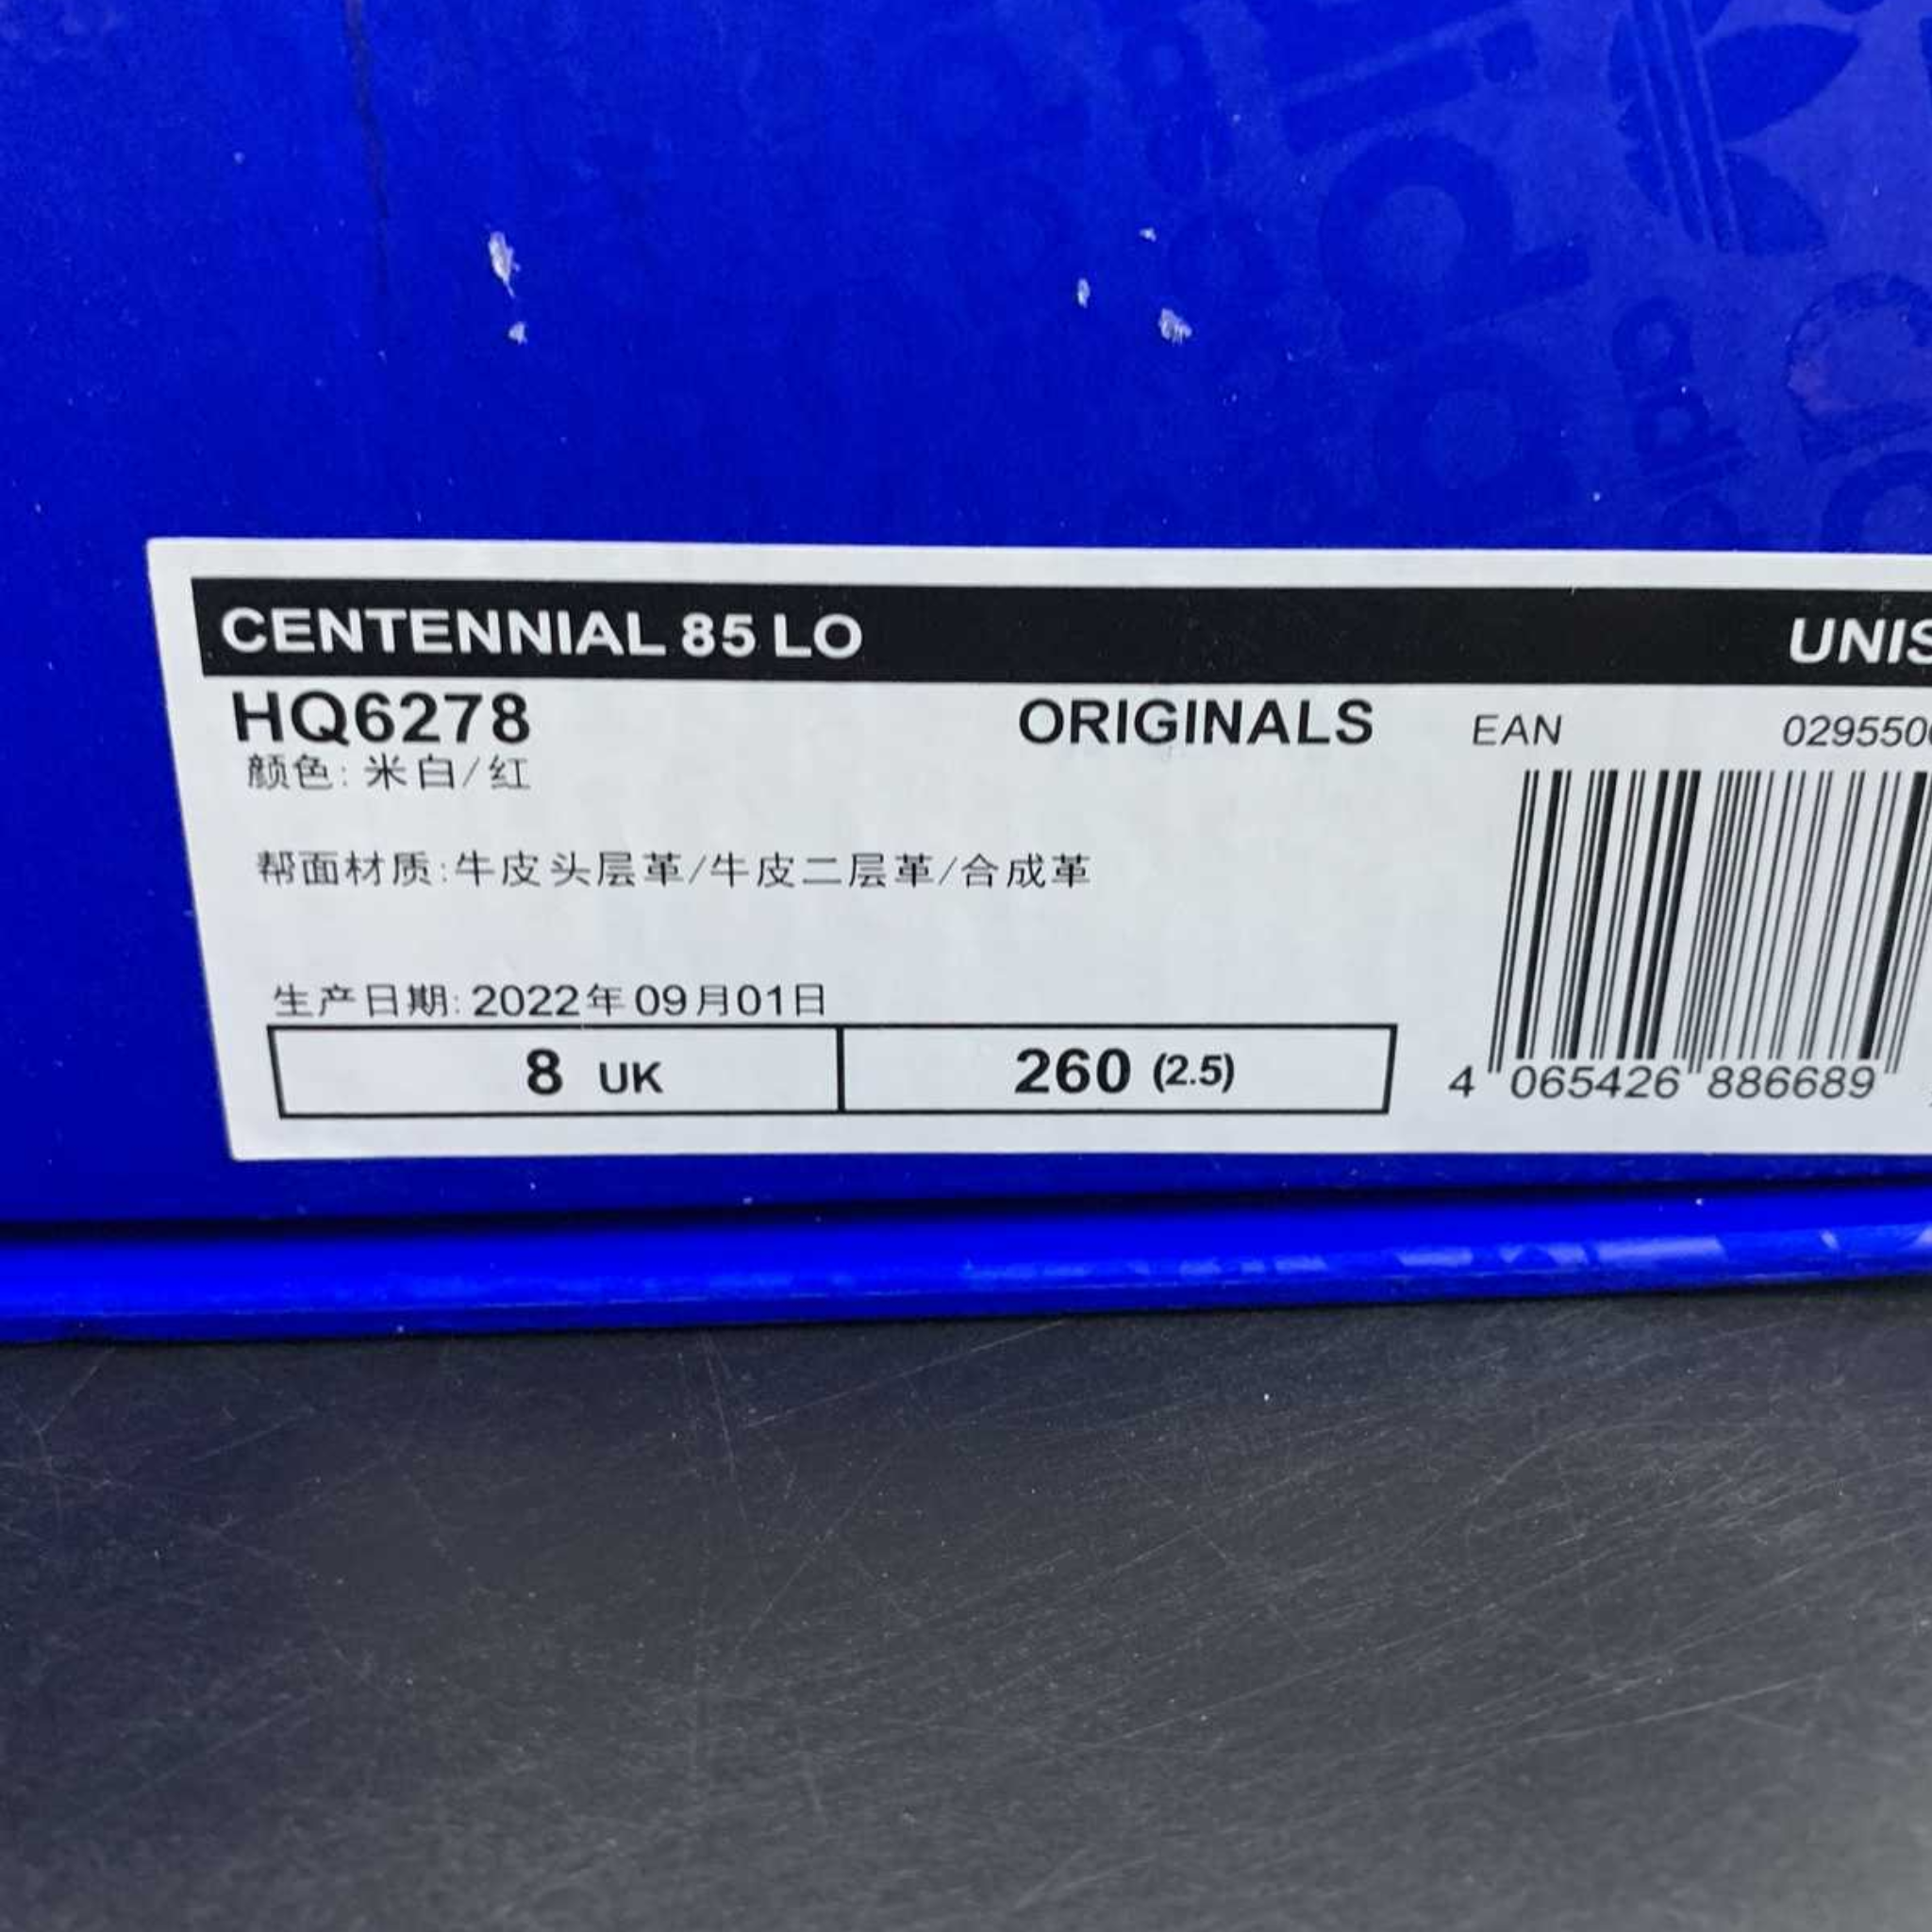 CENTENNIAL 85 LO UNIS
HQ6278 ORIGINALS EAN 029550
颜色: 米白/红
帮面材质:牛皮头层革/牛皮二层革/合成革
生产日期: 2022年09月01日
8 UK 260 (2.5)
4 065426 886689